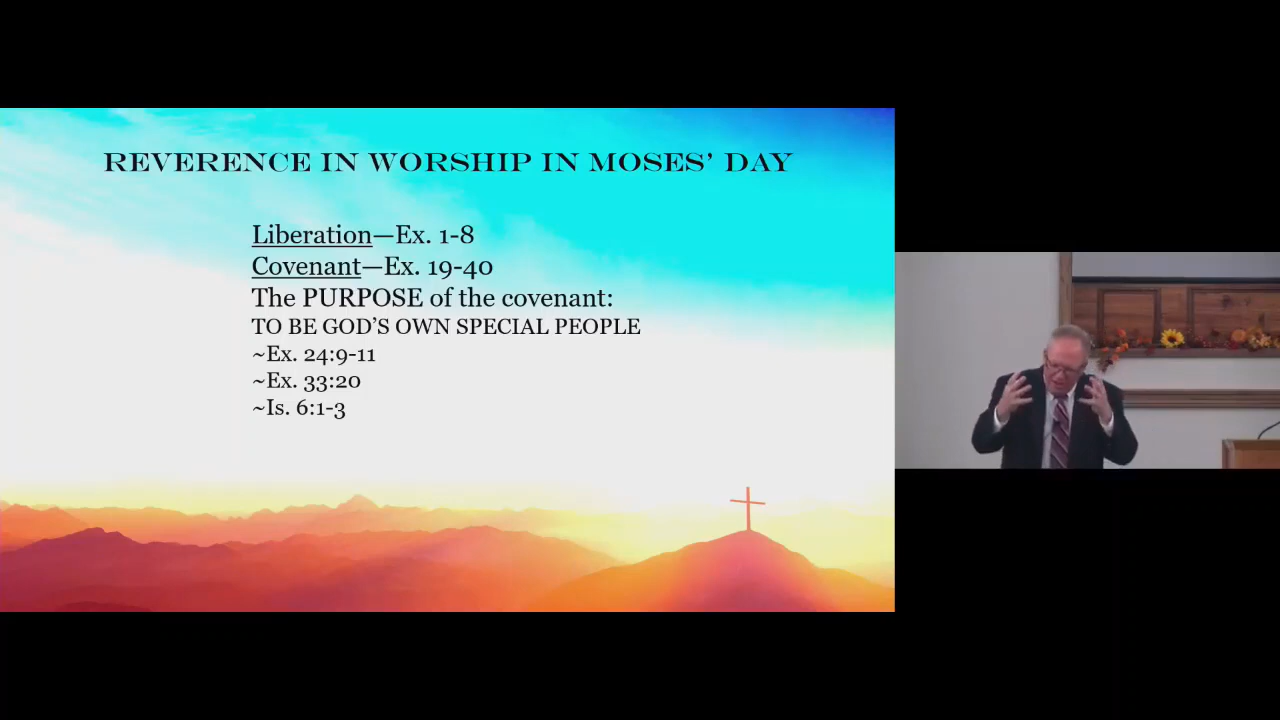 REVERENCE IN WORSHIP IN MOSES’ DAY
Liberation—Ex. 1-8
Covenant—Ex. 19-40
The PURPOSE of the covenant:
TO BE GOD’S OWN SPECIAL PEOPLE
~Ex. 24:9-11
~Ex. 33:20
~Is. 6:1-3